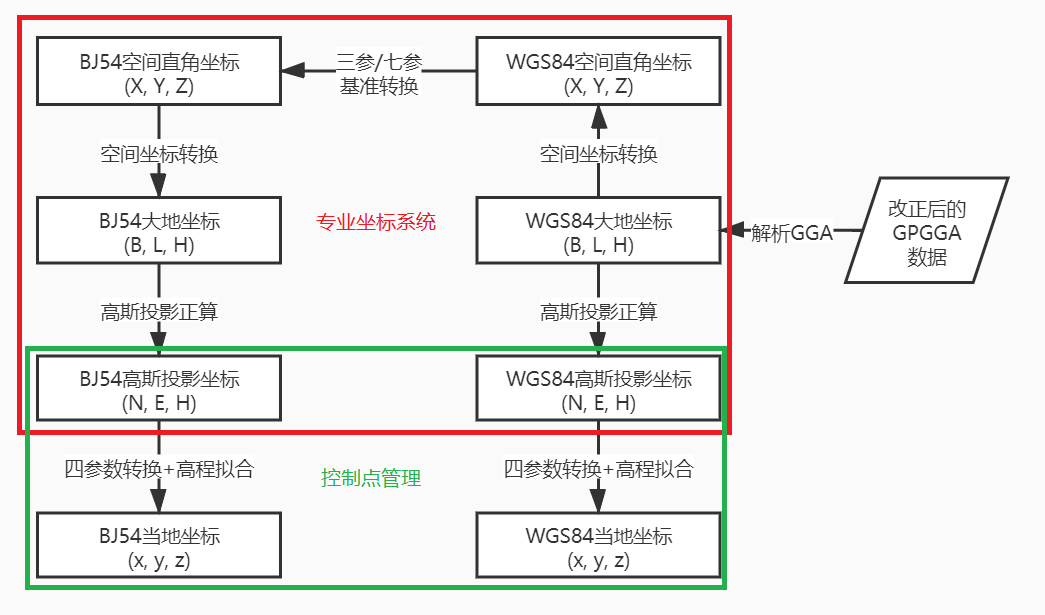 BJ54空间直角坐标
(X, Y, Z)
三参/七参
基准转换
WGS84空间直角坐标
(X, Y, Z)
空间坐标转换
空间坐标转换
BJ54大地坐标
(B, L, H)
专业坐标系统
WGS84大地坐标
(B, L, H)
解析GGA
改正后的
GPGGA
数据
高斯投影正算
高斯投影正算
BJ54高斯投影坐标
(N, E, H)
WGS84高斯投影坐标
(N, E, H)
四参数转换+高程拟合
控制点管理
四参数转换+高程拟合
BJ54当地坐标
(x, y, z)
WGS84当地坐标
(x, y, z)